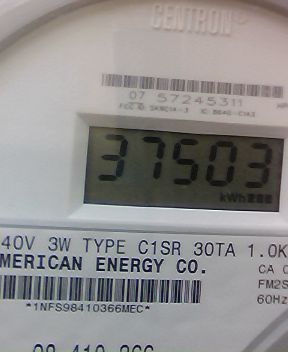 CENTRON®
07 57245311
37503
kWh
40V 3W TYPE C1SR 30TA 1.0K
MERICAN ENERGY CO.
CA
FM2S
60Hz
*1NFS98410366MEC*